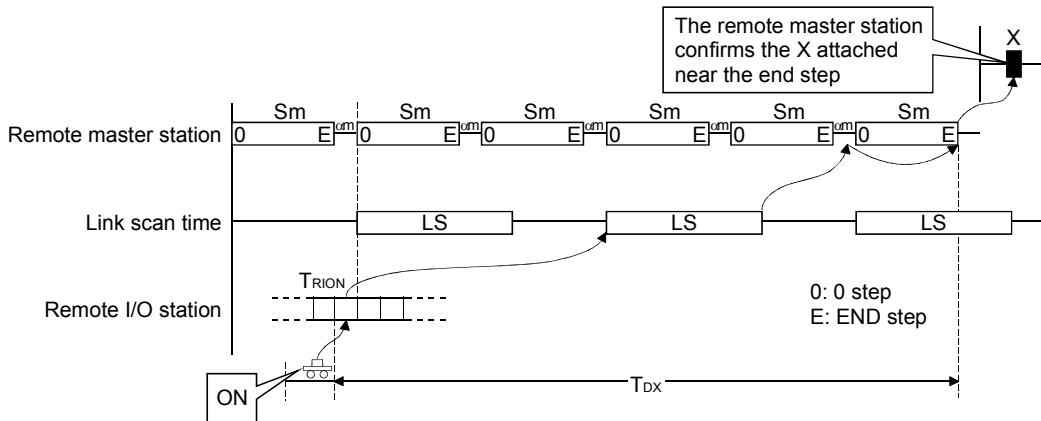 The remote master station
confirms the X attached
near the end step
X
Sm Sm Sm Sm Sm Sm
Remote master station 0 E αm 0 E αm 0 E αm 0 E αm 0 E αm 0 E
Link scan time LS LS LS
TRION
Remote I/O station
0: 0 step
E: END step
ON
TDX